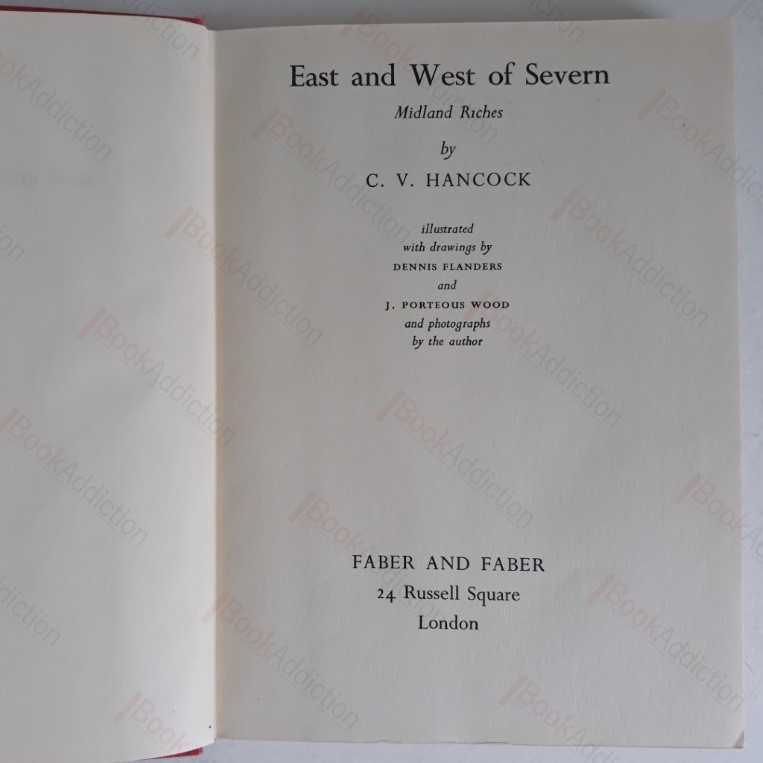 East and West of Severn
Midland Riches
by
C. V. HANCOCK
illustrated
with drawings by
DENNIS FLANDERS
and
J. PORTEOUS WOOD
and photographs
by the author
FABER AND FABER
24 Russell Square
London
BookAddiction